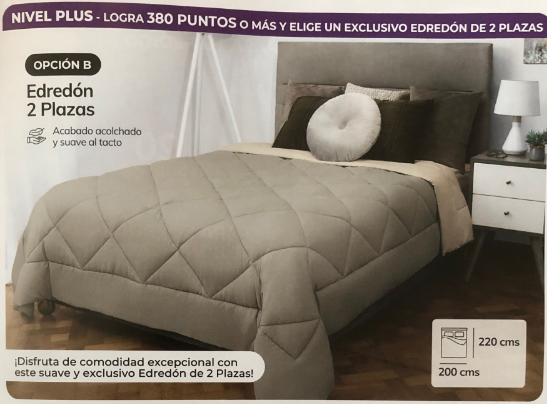 NIVEL PLUS - LOGRA 380 PUNTOS O MÁS Y ELIGE UN EXCLUSIVO EDREDÓN DE 2 PLAZAS
OPCIÓN B
Edredón
2 Plazas
Acabado acolchado
y suave al tacto
¡Disfruta de comodidad excepcional con
este suave y exclusivo Edredón de 2 Plazas!
220 cms
200 cms